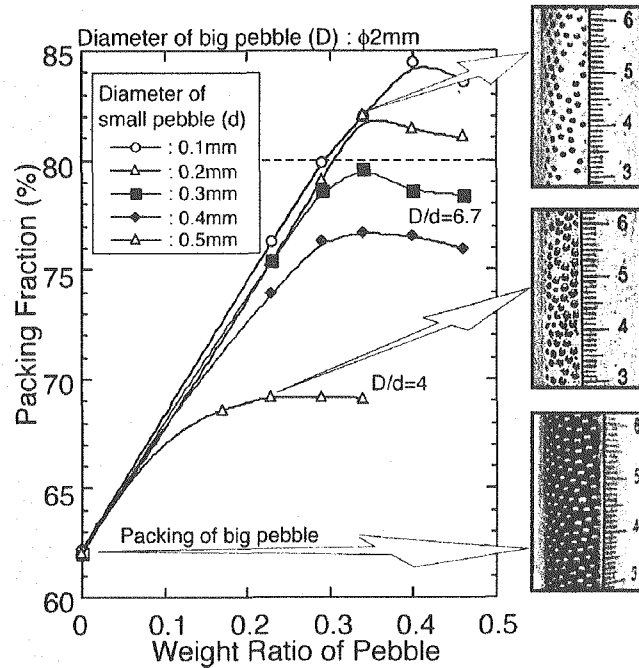 Diameter of big pebble (D) : ϕ2mm
Packing Fraction (%)
85
80
75
70
65
60
Diameter of
small pebble (d)
: 0.1mm
: 0.2mm
: 0.3mm
: 0.4mm
: 0.5mm
D/d=6.7
D/d=4
Packing of big pebble
0
0.1
0.2
0.3
0.4
0.5
Weight Ratio of Pebble
6
5
4
3
6
5
4
3
6
5
4
3